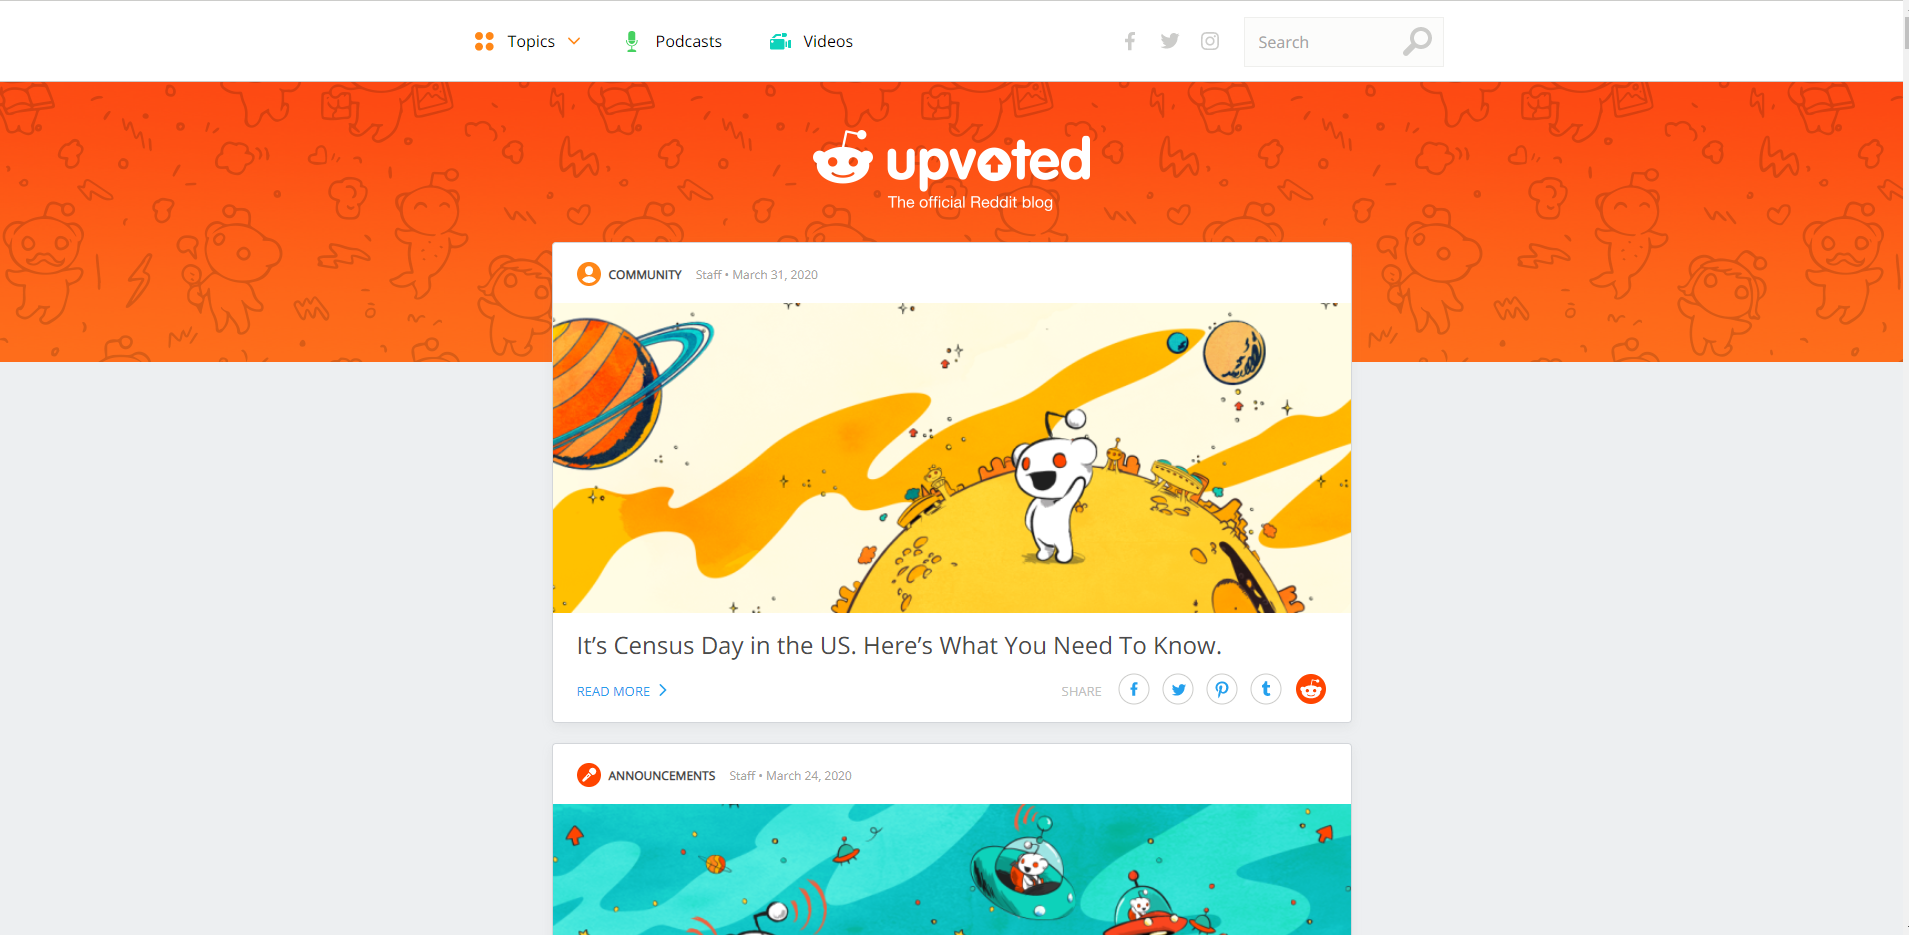 Topics Podcasts Videos Search
upvoted
The official Reddit blog
COMMUNITY Staff • March 31, 2020
It’s Census Day in the US. Here’s What You Need To Know.
READ MORE SHARE
ANNOUNCEMENTS Staff • March 24, 2020